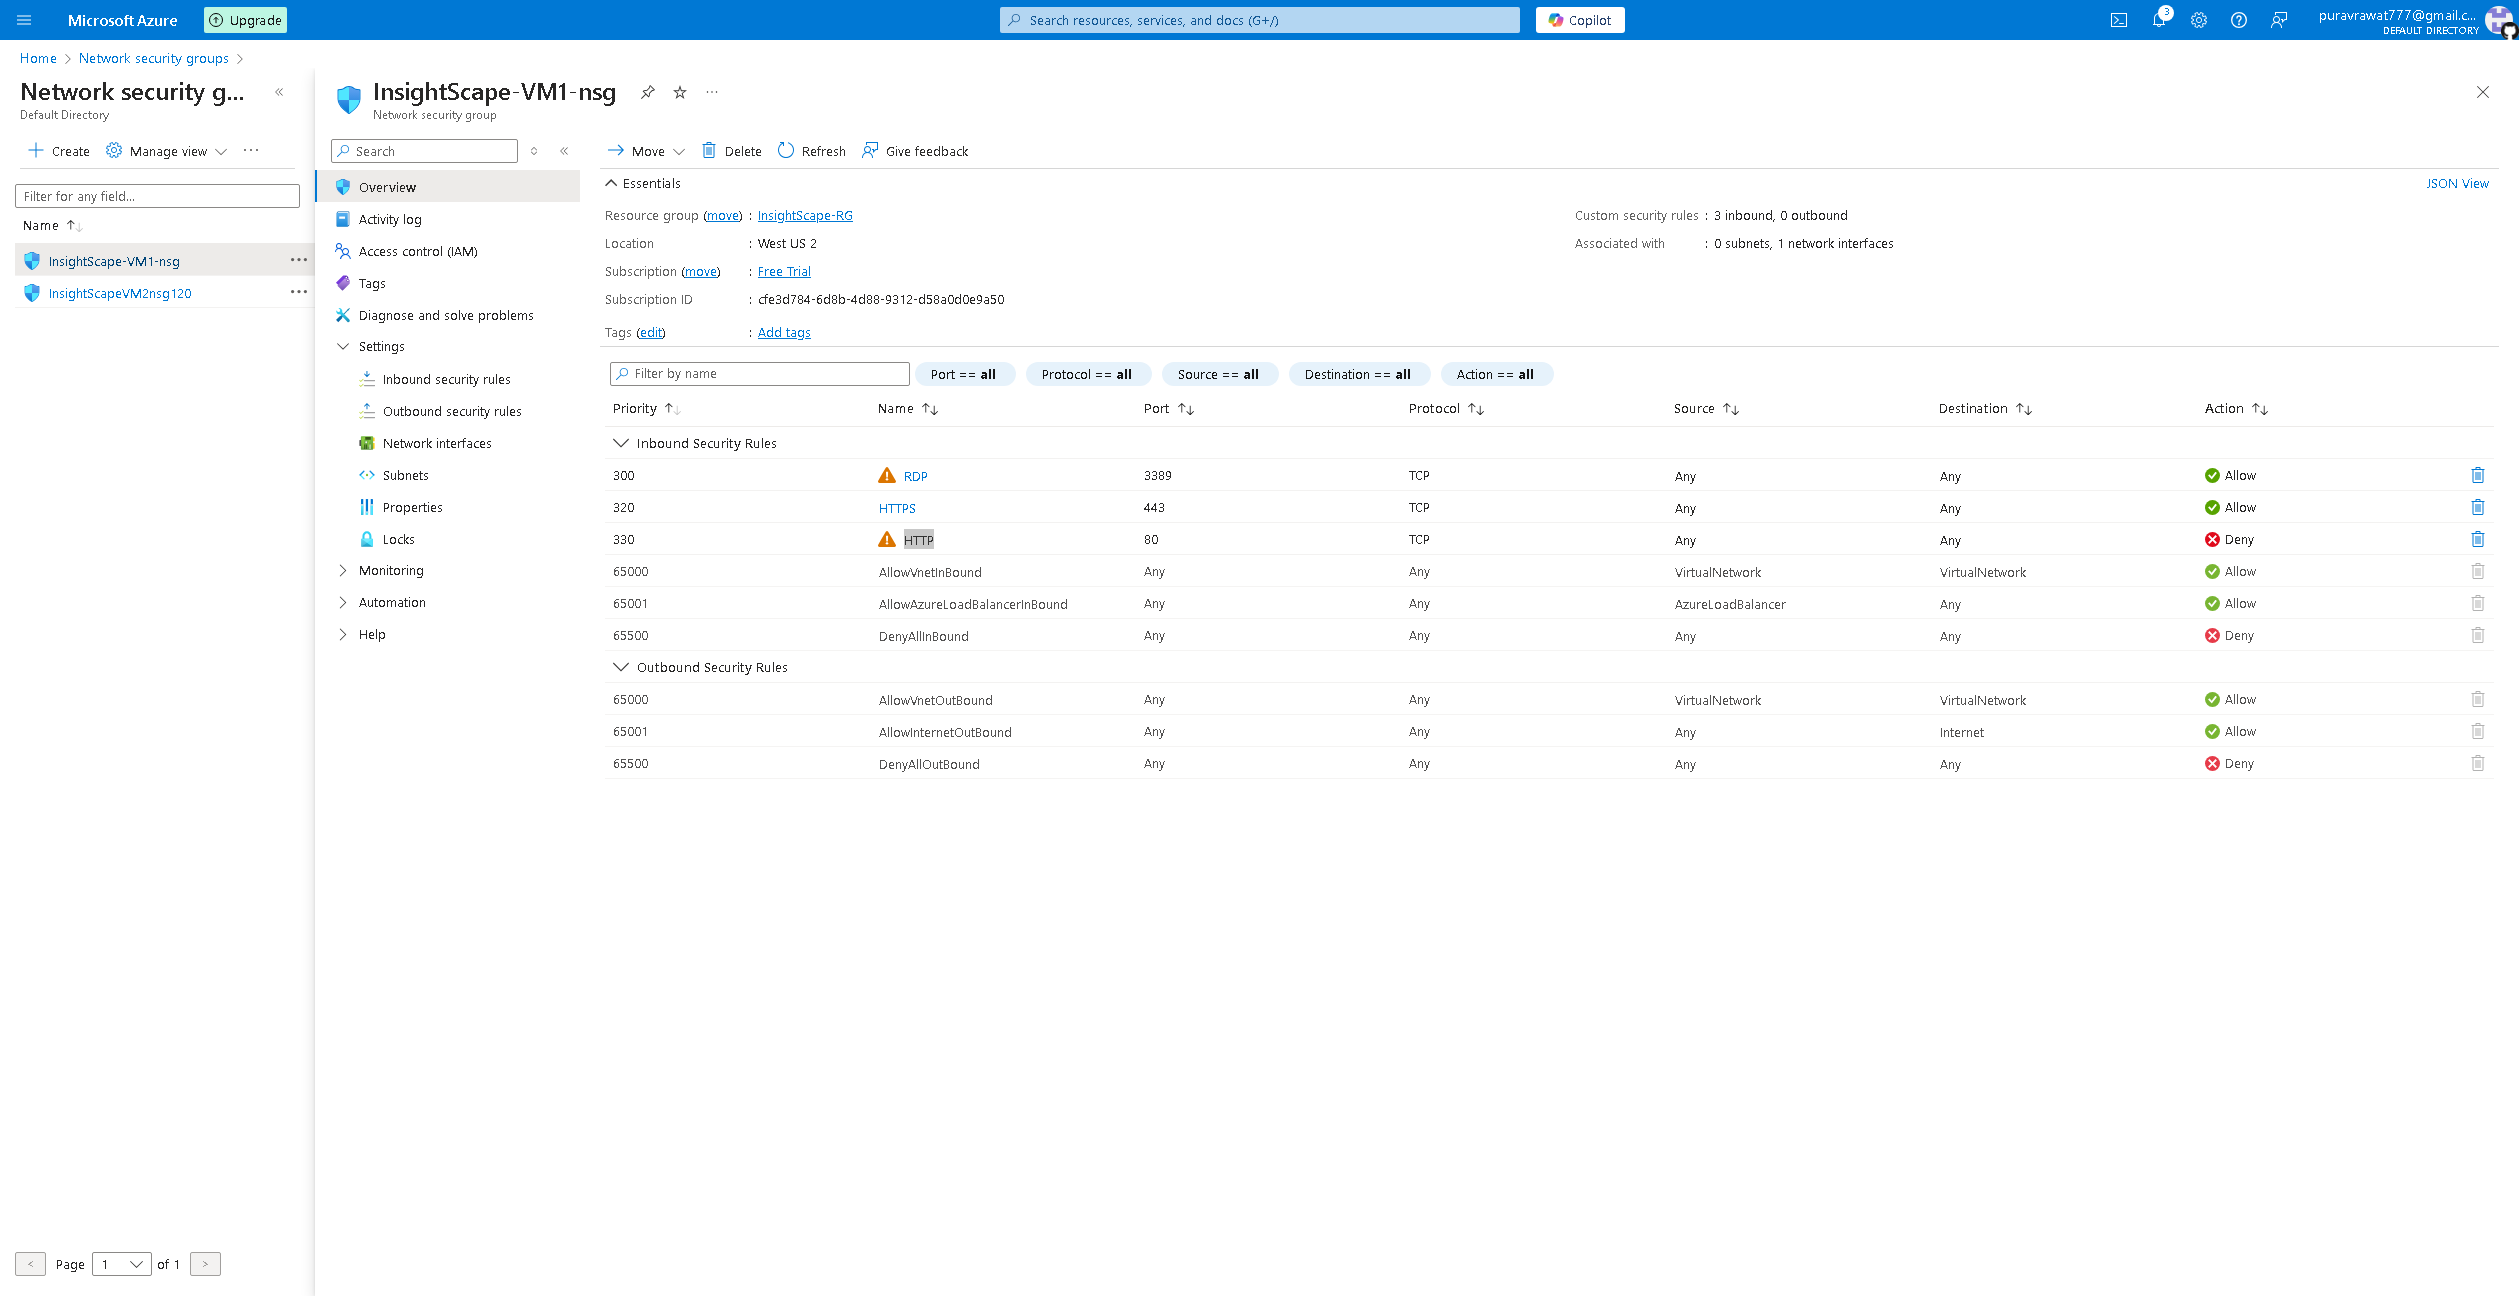 Microsoft Azure
Upgrade
Search resources, services, and docs (G+/)
Copilot
3
puravrawat777@gmail.c...
DEFAULT DIRECTORY
Home > Network security groups >
Network security g...
Default Directory
Create
Manage view
Filter for any field...
Name
InsightScape-VM1-nsg
InsightScapeVM2nsg120
< Page 1 of 1 >
InsightScape-VM1-nsg
Network security group
Search
Overview
Activity log
Access control (IAM)
Tags
Diagnose and solve problems
Settings
Inbound security rules
Outbound security rules
Network interfaces
Subnets
Properties
Locks
Monitoring
Automation
Help
Move
Delete
Refresh
Give feedback
Essentials
JSON View
Resource group (move) : InsightScape-RG
Location : West US 2
Subscription (move) : Free Trial
Subscription ID : cfe3d784-6d8b-4d88-9312-d58a0d0e9a50
Tags (edit) : Add tags
Custom security rules : 3 inbound, 0 outbound
Associated with : 0 subnets, 1 network interfaces
Filter by name
Port == all
Protocol == all
Source == all
Destination == all
Action == all
Priority Name Port Protocol Source Destination Action
Inbound Security Rules
300 RDP 3389 TCP Any Any Allow
320 HTTPS 443 TCP Any Any Allow
330 HTTP 80 TCP Any Any Deny
65000 AllowVnetInBound Any Any VirtualNetwork VirtualNetwork Allow
65001 AllowAzureLoadBalancerInBound Any Any AzureLoadBalancer Any Allow
65500 DenyAllInBound Any Any Any Any Deny
Outbound Security Rules
65000 AllowVnetOutBound Any Any VirtualNetwork VirtualNetwork Allow
65001 AllowInternetOutBound Any Any Any Internet Allow
65500 DenyAllOutBound Any Any Any Any Deny